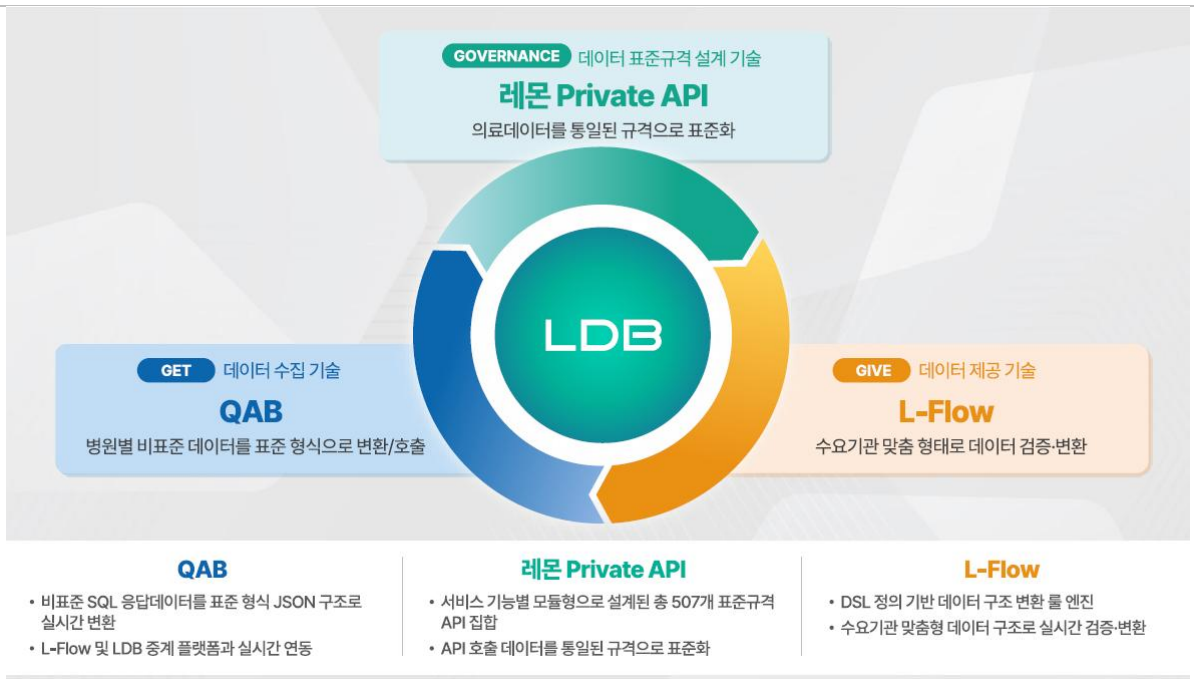 GOVERNANCE 데이터 표준규격 설계 기술
레몬 Private API
의료데이터를 통일된 규격으로 표준화
LDB
GET 데이터 수집 기술
QAB
병원별 비표준 데이터를 표준 형식으로 변환/호출
GIVE 데이터 제공 기술
L-Flow
수요기관 맞춤 형태로 데이터 검증·변환
QAB
• 비표준 SQL 응답데이터를 표준 형식 JSON 구조로
실시간 변환
• L-Flow 및 LDB 중계 플랫폼과 실시간 연동
레몬 Private API
• 서비스 기능별 모듈형으로 설계된 총 507개 표준규격
API 집합
• API 호출 데이터를 통일된 규격으로 표준화
L-Flow
• DSL 정의 기반 데이터 구조 변환 룰 엔진
• 수요기관 맞춤형 데이터 구조로 실시간 검증·변환